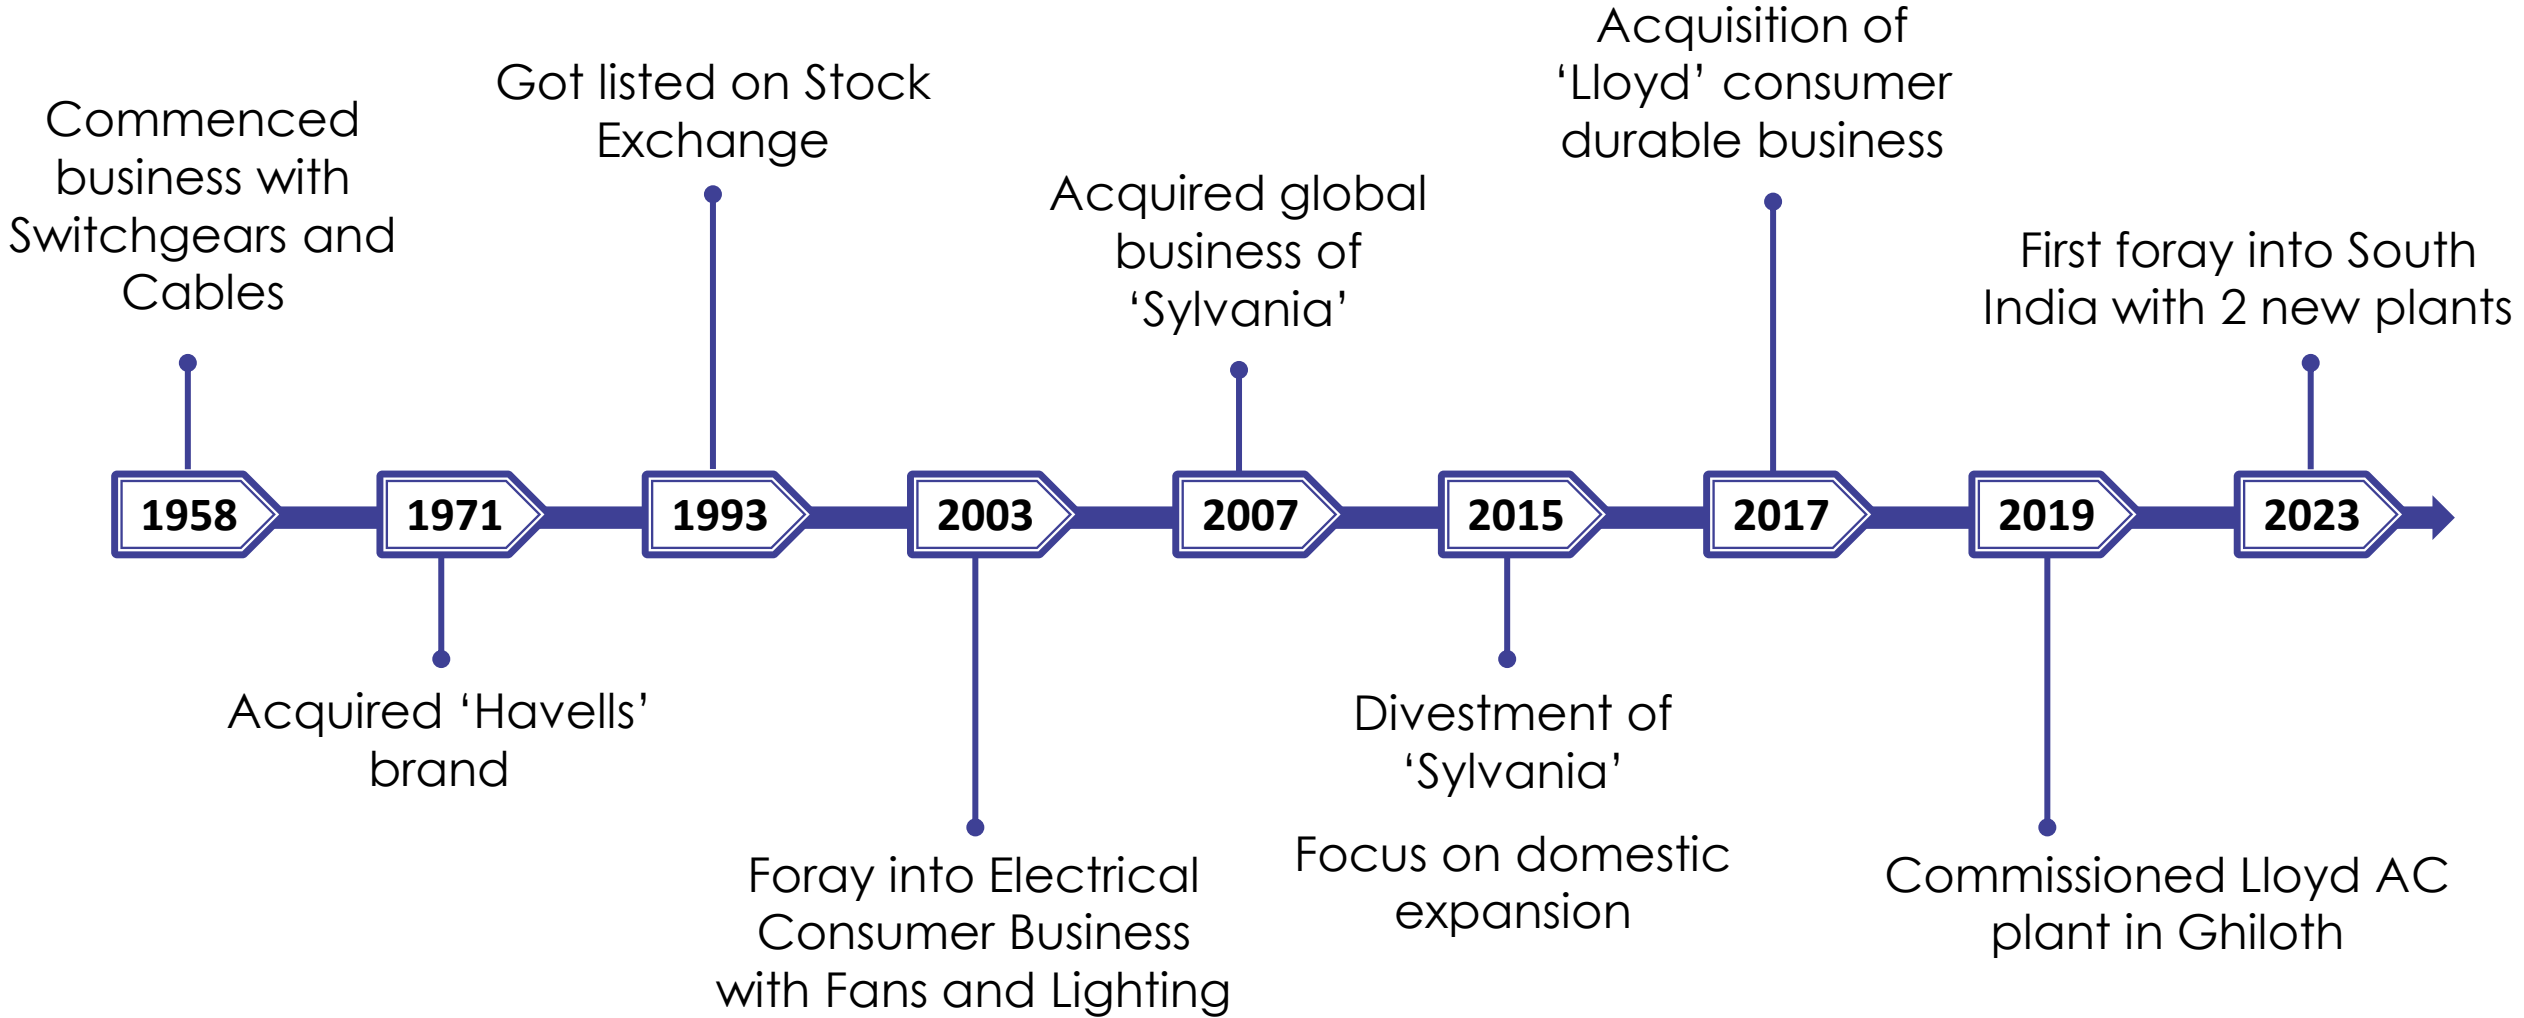 Commenced
business with
Switchgears and
Cables
Got listed on Stock
Exchange
Acquired global
business of
‘Sylvania’
Acquisition of
‘Lloyd’ consumer
durable business
First foray into South
India with 2 new plants
1958
1971
1993
2003
2007
2015
2017
2019
2023
Acquired ‘Havells’
brand
Foray into Electrical
Consumer Business
with Fans and Lighting
Divestment of
‘Sylvania’
Focus on domestic
expansion
Commissioned Lloyd AC
plant in Ghiloth